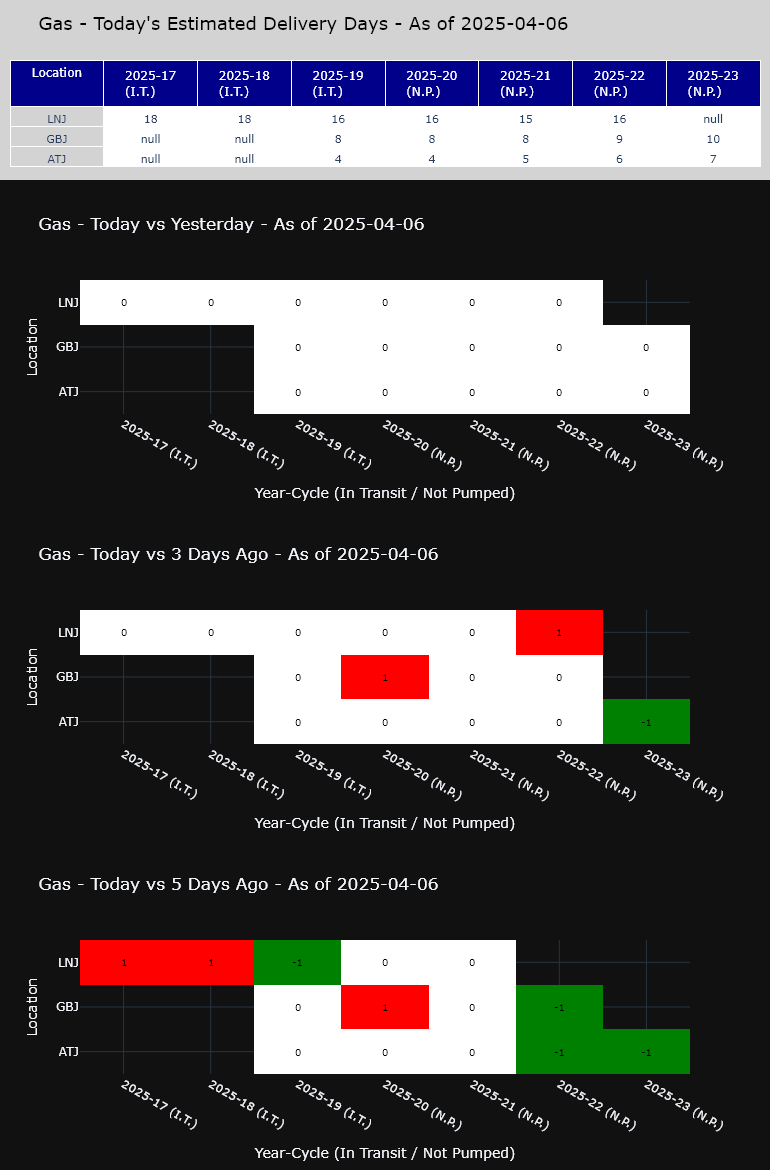 Gas - Today's Estimated Delivery Days - As of 2025-04-06
Location 2025-17 (I.T.) 2025-18 (I.T.) 2025-19 (I.T.) 2025-20 (N.P.) 2025-21 (N.P.) 2025-22 (N.P.) 2025-23 (N.P.)
LNJ 18 18 16 16 15 16 null
GBJ null null 8 8 8 9 10
ATJ null null 4 4 5 6 7
Gas - Today vs Yesterday - As of 2025-04-06
Location
LNJ 0 0 0 0 0 0
GBJ 0 0 0 0 0
ATJ 0 0 0 0 0
2025-17 (I.T.) 2025-18 (I.T.) 2025-19 (I.T.) 2025-20 (N.P.) 2025-21 (N.P.) 2025-22 (N.P.) 2025-23 (N.P.)
Year-Cycle (In Transit / Not Pumped)
Gas - Today vs 3 Days Ago - As of 2025-04-06
Location
LNJ 0 0 0 0 0 1
GBJ 0 1 0 0
ATJ 0 0 0 0 -1
2025-17 (I.T.) 2025-18 (I.T.) 2025-19 (I.T.) 2025-20 (N.P.) 2025-21 (N.P.) 2025-22 (N.P.) 2025-23 (N.P.)
Year-Cycle (In Transit / Not Pumped)
Gas - Today vs 5 Days Ago - As of 2025-04-06
Location
LNJ 1 1 -1 0 0
GBJ 0 1 0 -1
ATJ 0 0 0 -1 -1
2025-17 (I.T.) 2025-18 (I.T.) 2025-19 (I.T.) 2025-20 (N.P.) 2025-21 (N.P.) 2025-22 (N.P.) 2025-23 (N.P.)
Year-Cycle (In Transit / Not Pumped)